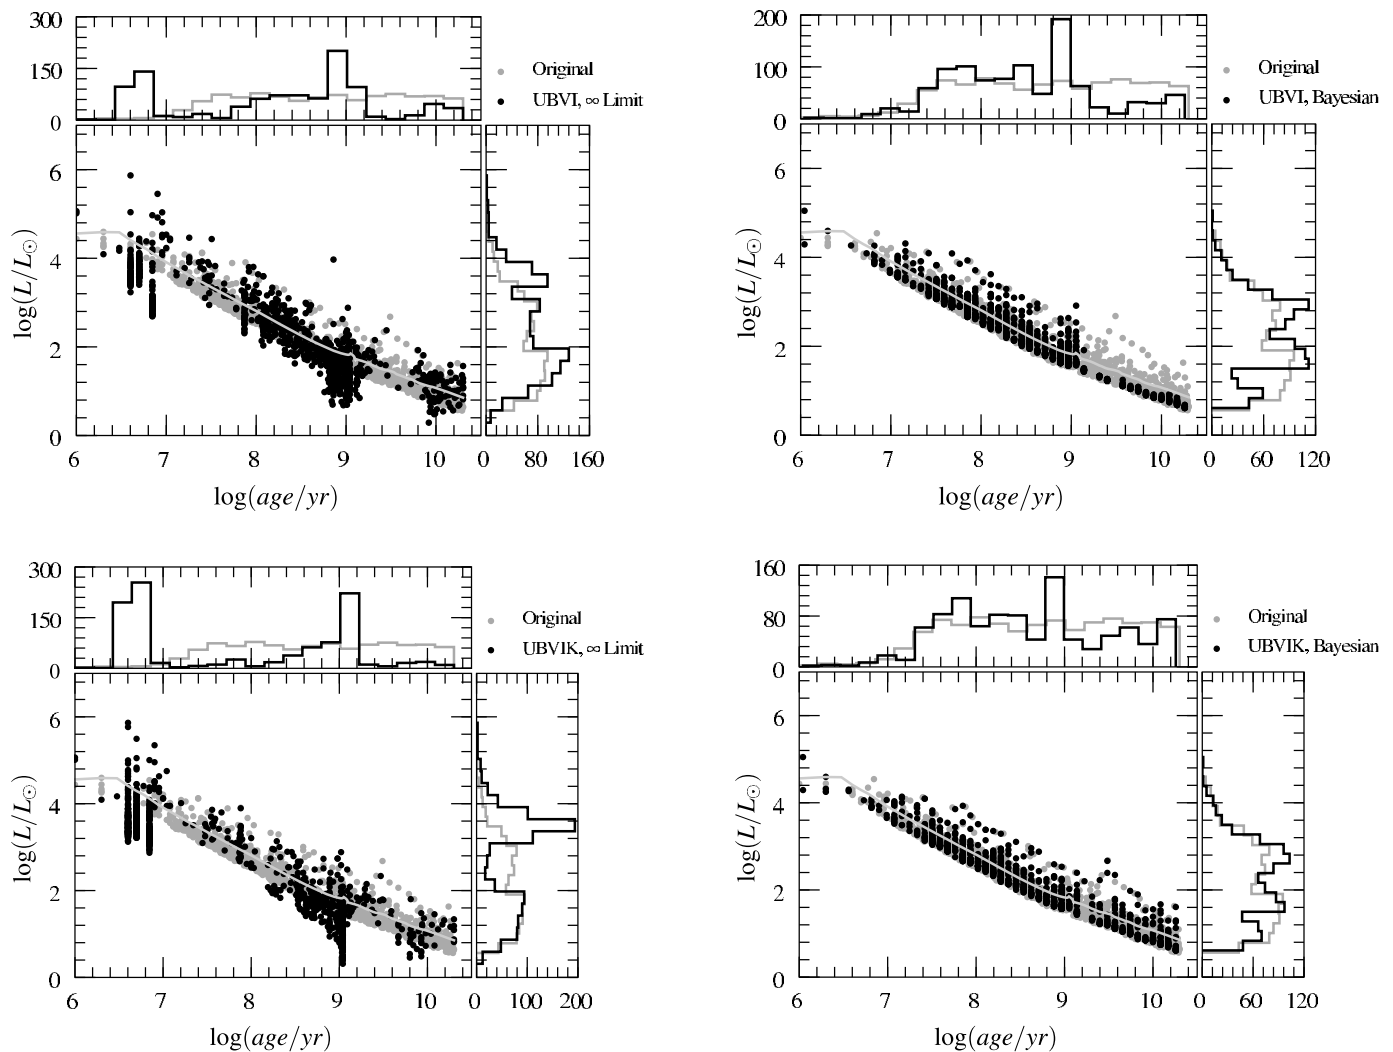 300
150
0
Original
UBVI, ∞ Limit
6
4
2
0
log(L/L☉)
6 7 8 9 10 0 80 160
log(age/yr)
200
100
0
Original
UBVI, Bayesian
6
4
2
0
log(L/L☉)
6 7 8 9 10 0 60 120
log(age/yr)
300
150
0
Original
UBVIK, ∞ Limit
6
4
2
0
log(L/L☉)
6 7 8 9 10 0 100 200
log(age/yr)
160
80
0
Original
UBVIK, Bayesian
6
4
2
0
log(L/L☉)
6 7 8 9 10 0 60 120
log(age/yr)